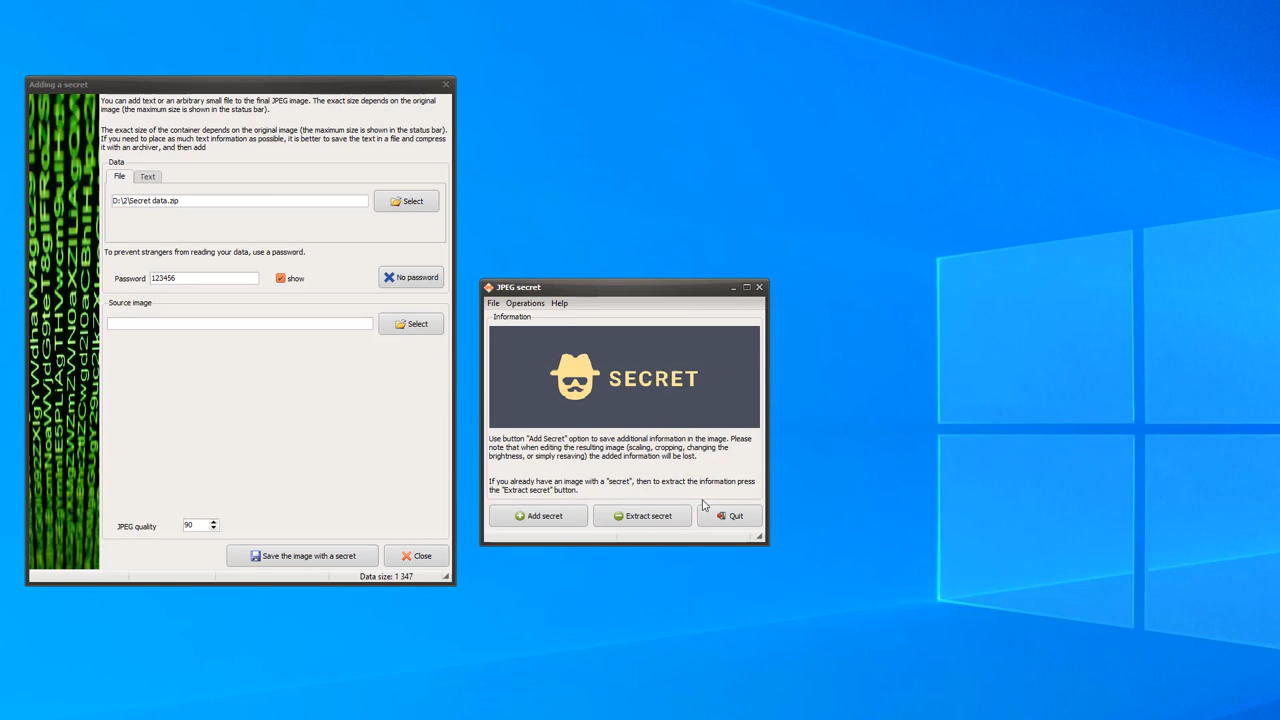 Adding a secret
You can add text or an arbitrary small file to the final JPEG image. The exact size depends on the original
image (the maximum size is shown in the status bar).
The exact size of the container depends on the original image (the maximum size is shown in the status bar).
If you need to place as much text information as possible, it is better to save the text in a file and compress
it with an archiver, and then add
Data
File Text
D:\2\Secret data.zip Select
To prevent strangers from reading your data, use a password.
Password 123456 show No password
Source image
Select
JPEG quality 90
Save the image with a secret Close
Data size: 1 347
JPEG secret
File Operations Help
Information
SECRET
Use button "Add Secret" option to save additional information in the image. Please
note that when editing the resulting image (scaling, cropping, changing the
brightness, or simply resaving) the added information will be lost.
If you already have an image with a "secret", then to extract the information press
the "Extract secret" button.
Add secret Extract secret Quit